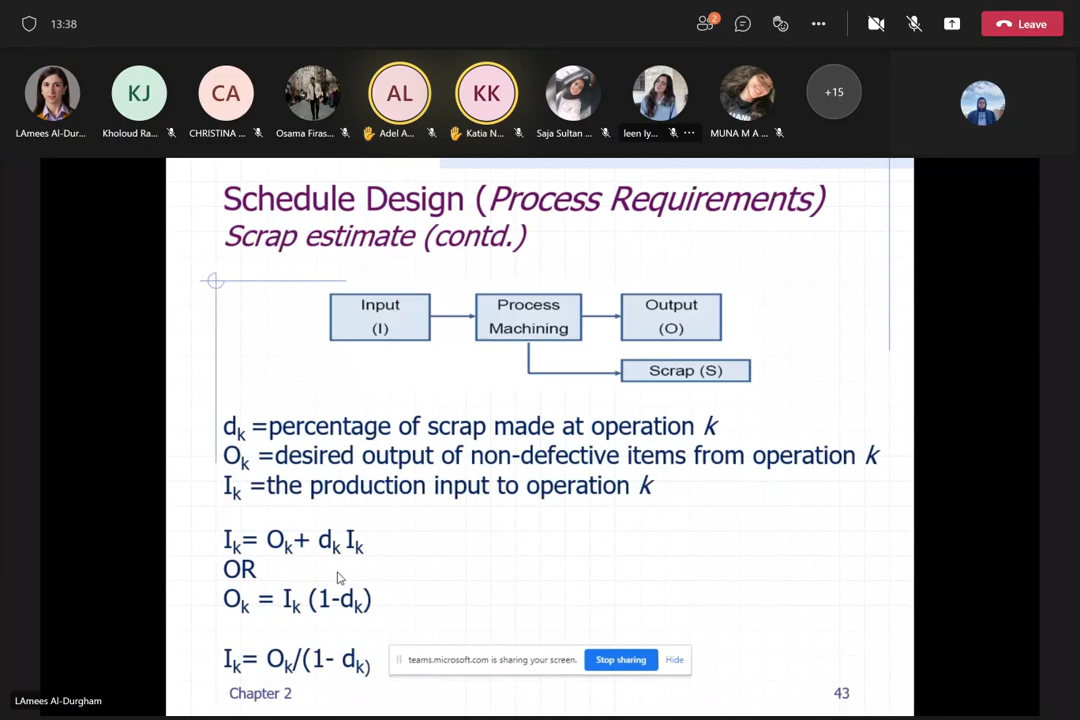 13:38
2
Leave
KJ
CA
AL
KK
+15
LAmees Al-Dur...
Kholoud Ra...
CHRISTINA ...
Osama Firas...
Adel A...
Katia N...
Saja Sultan ...
leen Iy...
MUNA M A ...
Schedule Design (Process Requirements)
Scrap estimate (contd.)
Input
(I)
Process
Machining
Output
(O)
Scrap (S)
dk =percentage of scrap made at operation k
Ok =desired output of non-defective items from operation k
Ik =the production input to operation k
Ik= Ok+ dk Ik
OR
Ok = Ik (1-dk)
Ik= Ok/(1- dk)
teams.microsoft.com is sharing your screen.
Stop sharing
Hide
Chapter 2
43
LAmees Al-Durgham